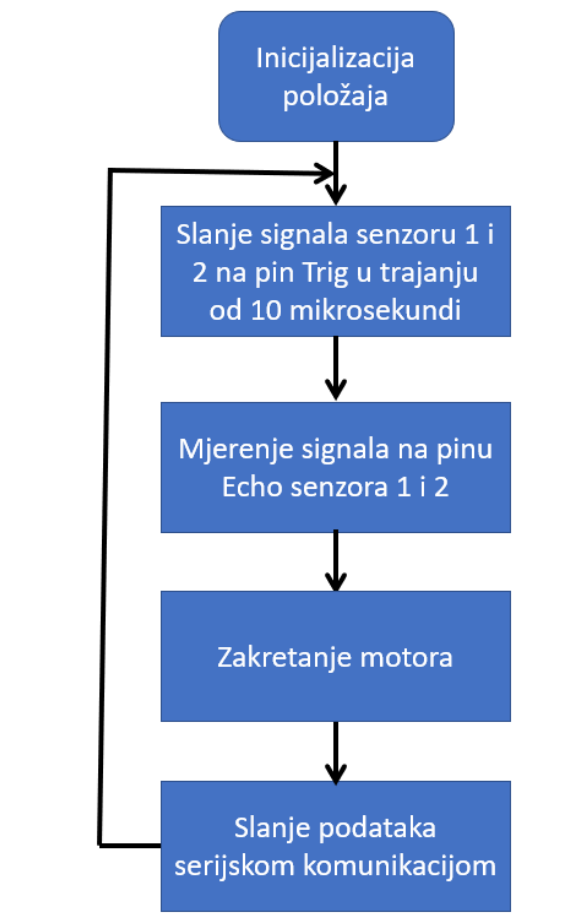 Inicijalizacija
položaja
Slanje signala senzoru 1 i
2 na pin Trig u trajanju
od 10 mikrosekundi
Mjerenje signala na pinu
Echo senzora 1 i 2
Zakretanje motora
Slanje podataka
serijskom komunikacijom